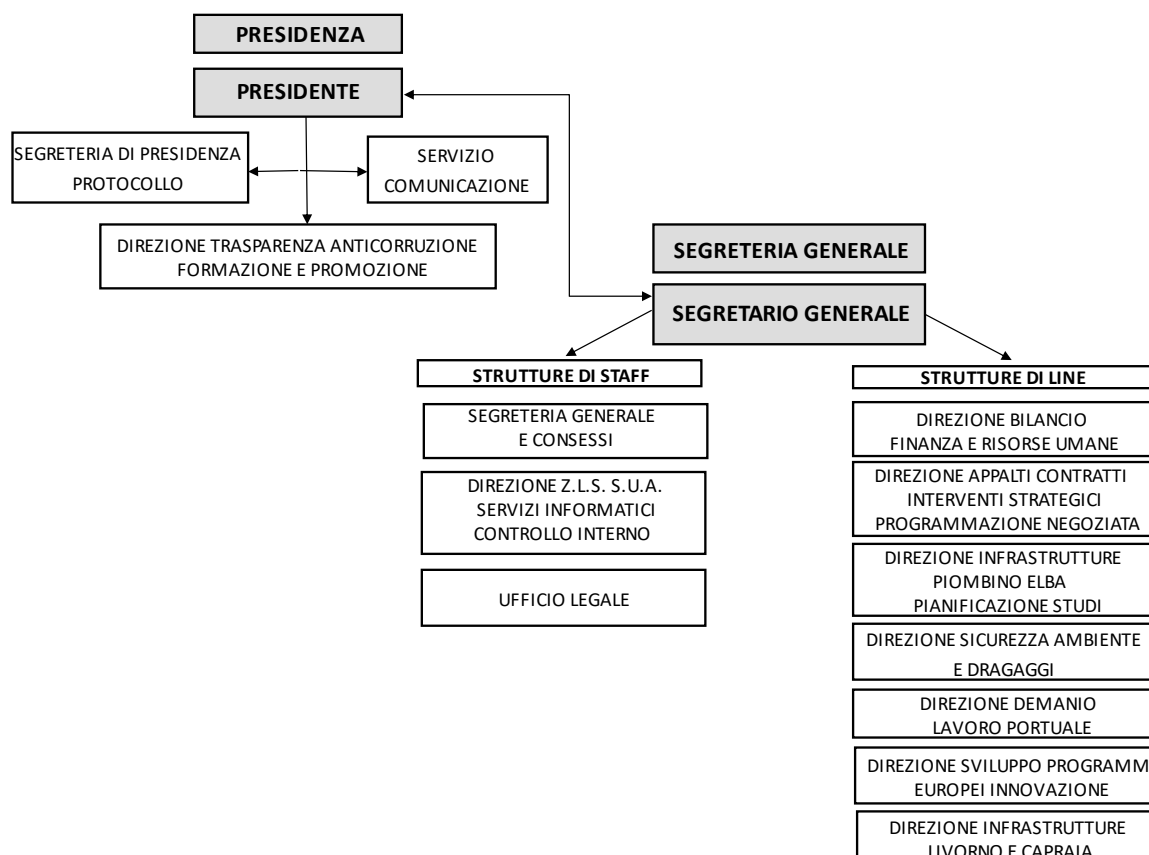 PRESIDENZA
PRESIDENTE
SEGRETERIA DI PRESIDENZA
PROTOCOLLO
SERVIZIO
COMUNICAZIONE
DIREZIONE TRASPARENZA ANTICORRUZIONE
FORMAZIONE E PROMOZIONE
SEGRETERIA GENERALE
SEGRETARIO GENERALE
STRUTTURE DI STAFF
SEGRETERIA GENERALE
E CONSESSI
DIREZIONE Z.L.S. S.U.A.
SERVIZI INFORMATICI
CONTROLLO INTERNO
UFFICIO LEGALE
STRUTTURE DI LINE
DIREZIONE BILANCIO
FINANZA E RISORSE UMANE
DIREZIONE APPALTI CONTRATTI
INTERVENTI STRATEGICI
PROGRAMMAZIONE NEGOZIATA
DIREZIONE INFRASTRUTTURE
PIOMBINO ELBA
PIANIFICAZIONE STUDI
DIREZIONE SICUREZZA AMBIENTE
E DRAGAGGI
DIREZIONE DEMANIO
LAVORO PORTUALE
DIREZIONE SVILUPPO PROGRAMM
EUROPEI INNOVAZIONE
DIREZIONE INFRASTRUTTURE
LIVORNO E CAPRAIA